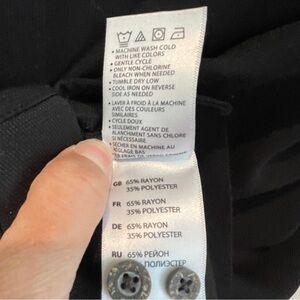 • MACHINE WASH COLD
WITH LIKE COLORS
• GENTLE CYCLE
• ONLY NON-CHLORINE
BLEACH WHEN NEEDED
• TUMBLE DRY LOW
• COOL IRON ON REVERSE
SIDE AS NEEDED
• LAVER À FROID À LA MACHINE
AVEC DES COULEURS
SIMILAIRES
• CYCLE DOUX
• SEULEMENT AGENT DE
BLANCHIMENT SANS CHLORE
SI NÉCESSAIRE
SÉCHER EN MACHINE AU
RÉGLAGE BAS
GB 65% RAYON
35% POLYESTER
FR 65% RAYON
35% POLYESTER
DE 65% RAYON
35% POLYESTER
RU 65% РЕЙОН
ПОЛИЭСТЕР